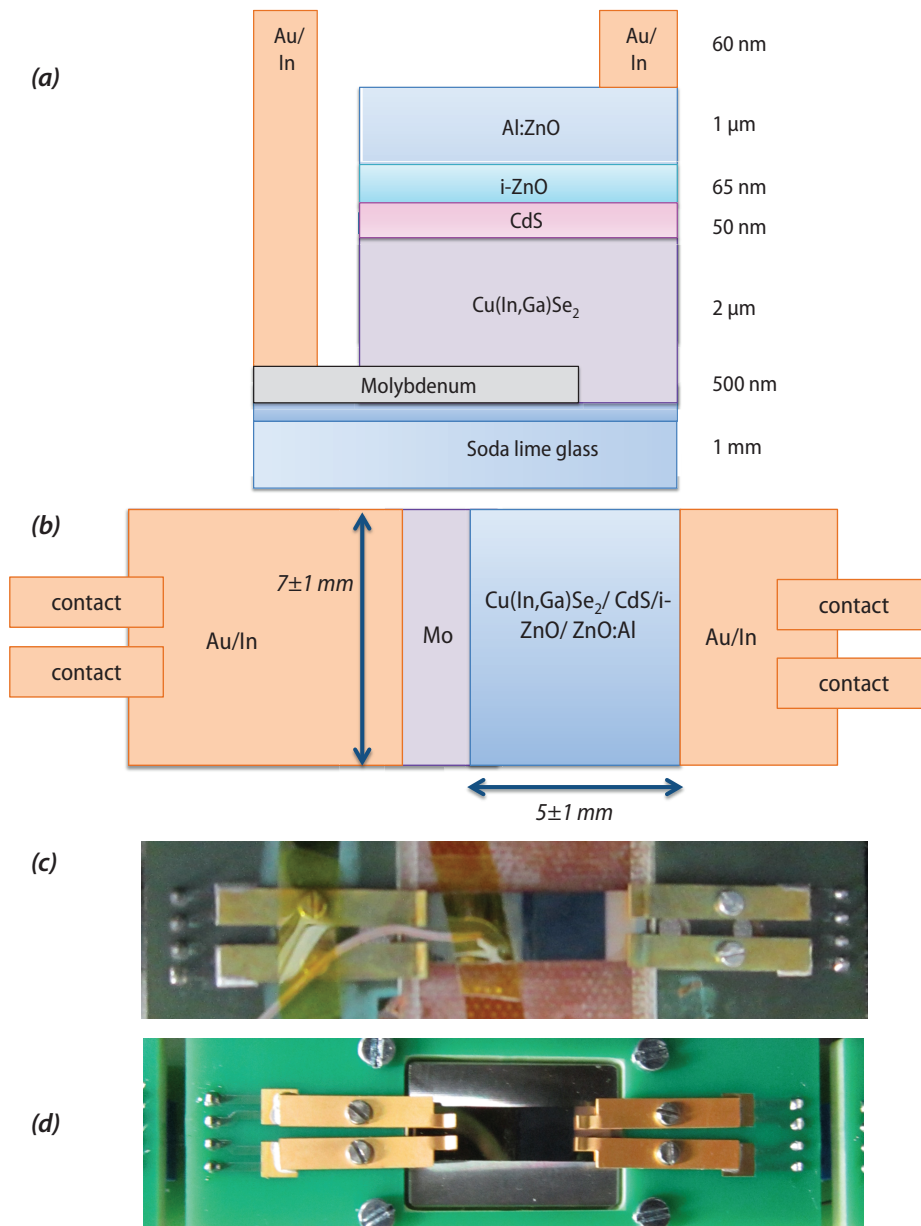 (a)
Au/
In
Au/
In
60 nm
Al:ZnO
1 µm
i-ZnO
65 nm
CdS
50 nm
Cu(In,Ga)Se₂
2 µm
Molybdenum
500 nm
Soda lime glass
1 mm
(b)
7±1 mm
contact
contact
Au/In
Mo
Cu(In,Ga)Se₂/ CdS/i-
ZnO/ ZnO:Al
Au/In
contact
contact
5±1 mm
(c)
(d)